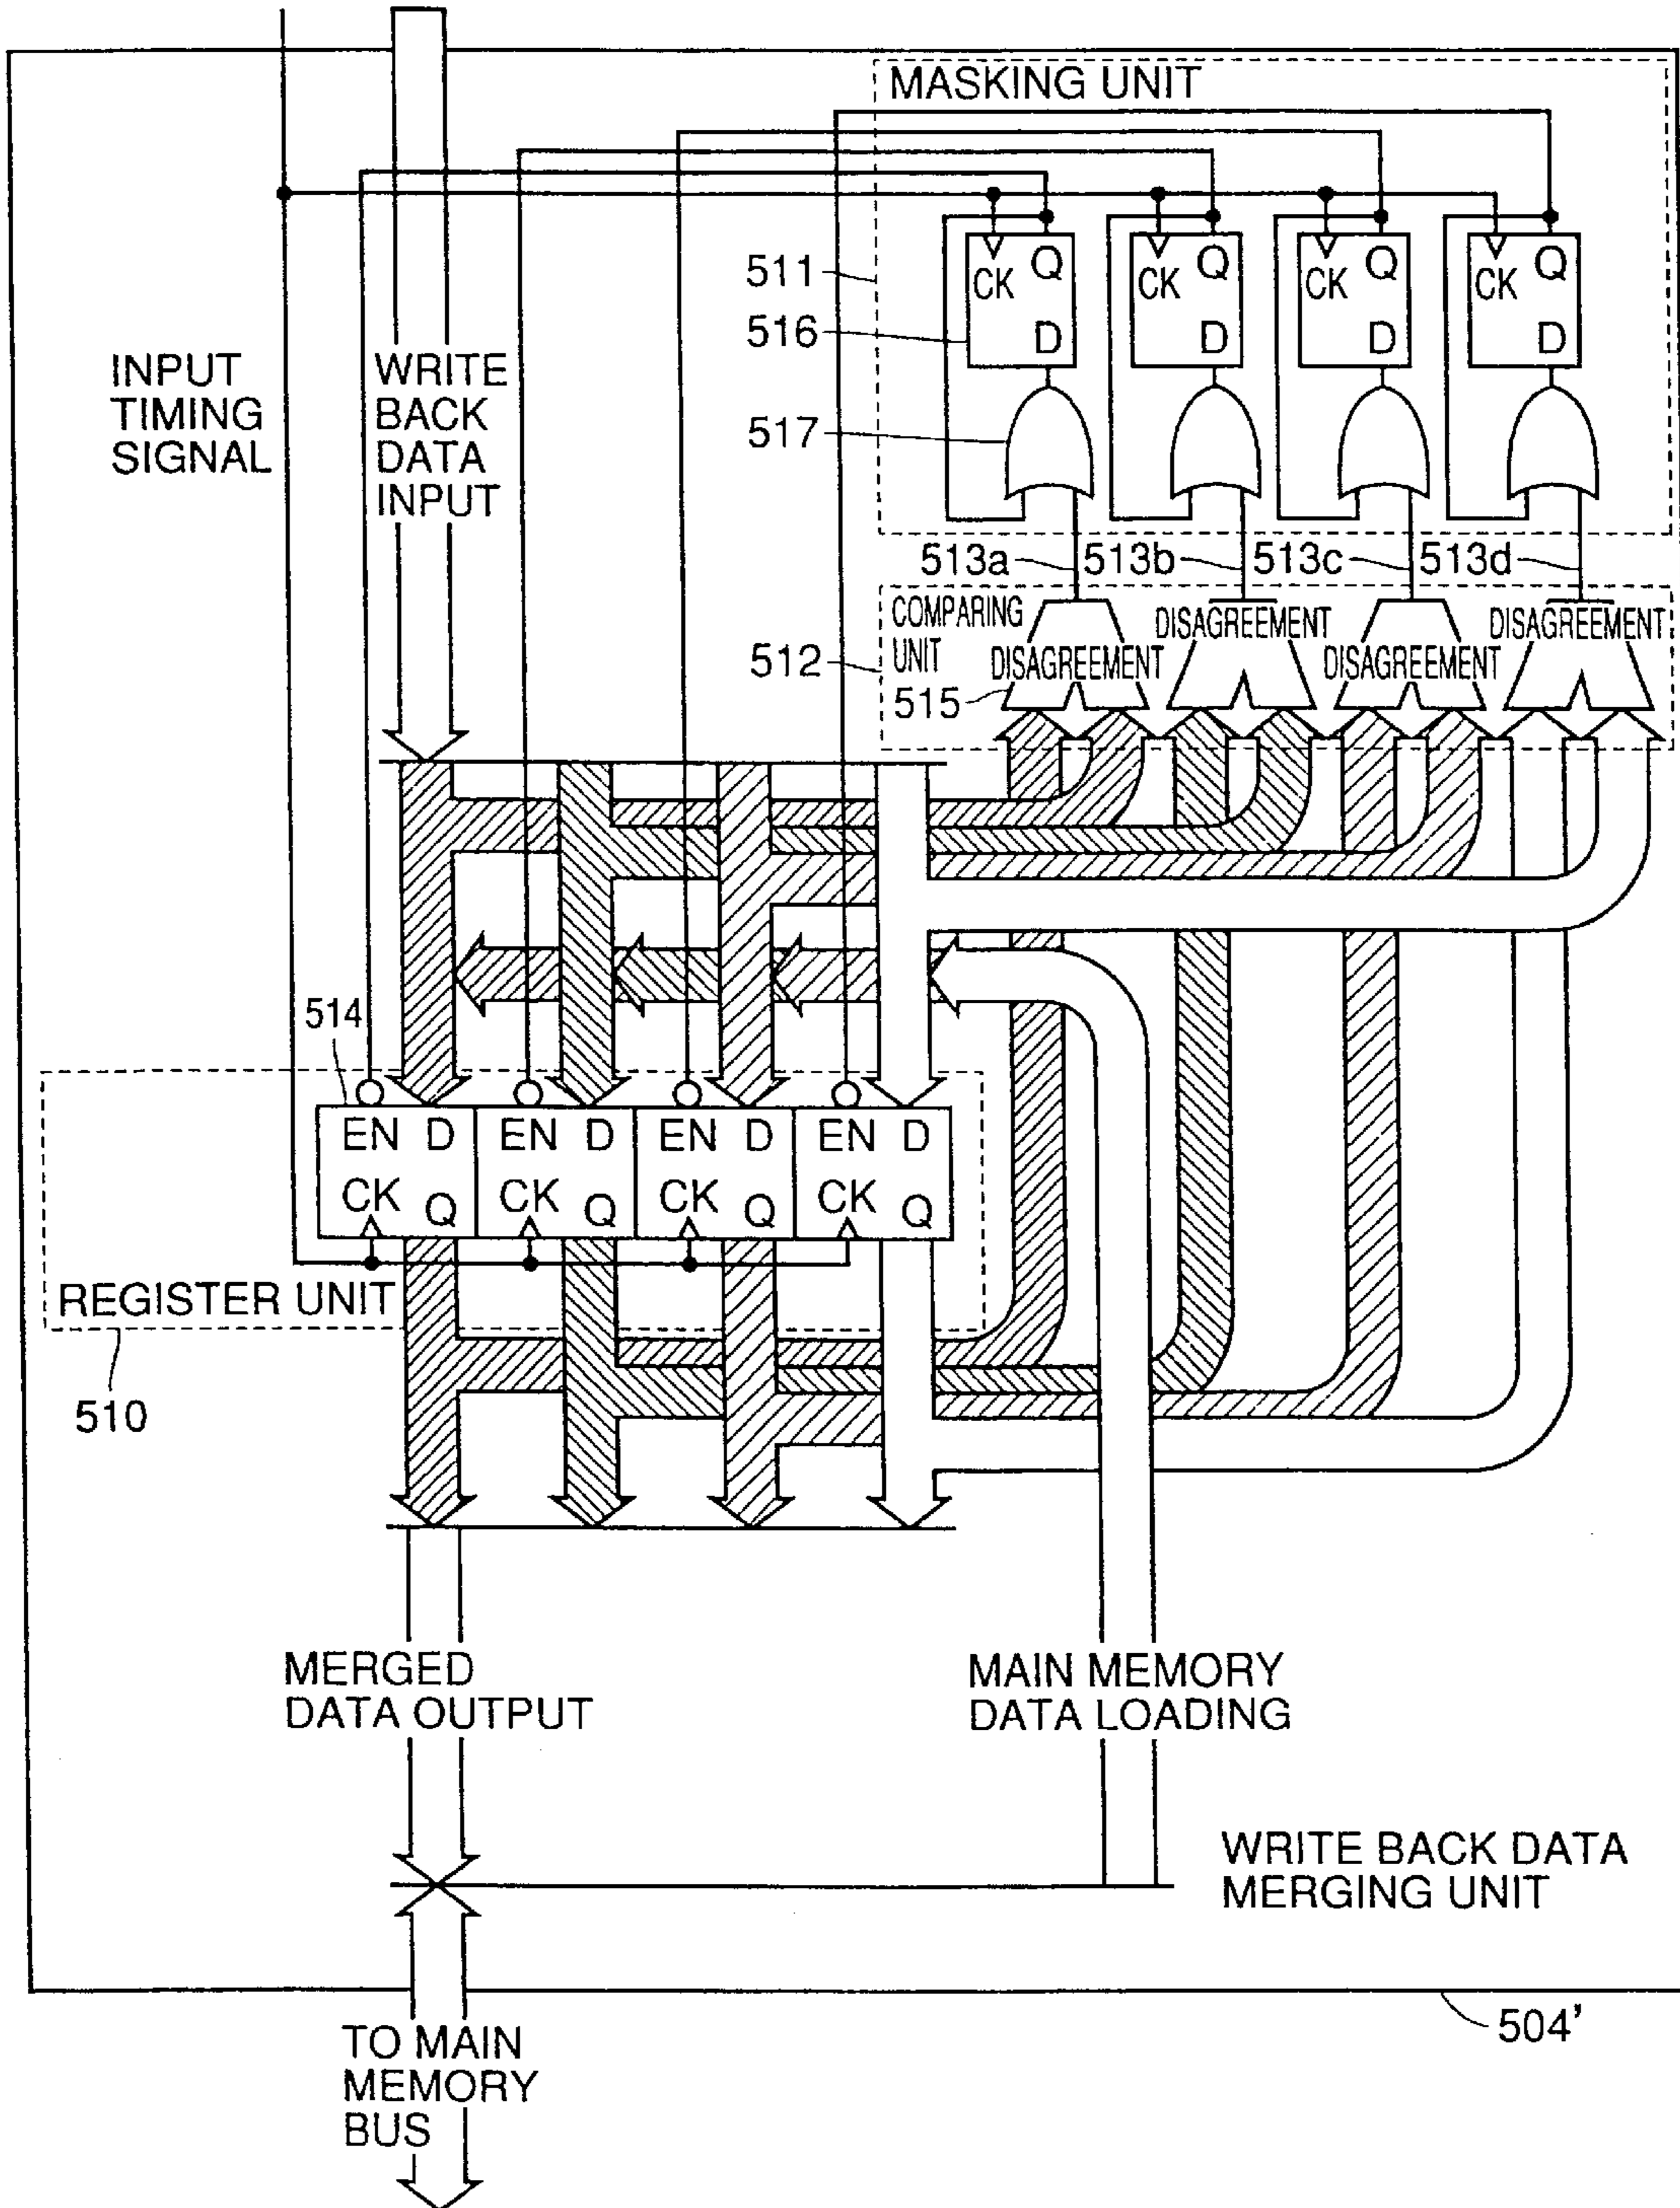 MASKING UNIT
511
CK Q
D
CK Q
D
CK Q
D
CK Q
D
516
517
INPUT
TIMING
SIGNAL
WRITE
BACK
DATA
INPUT
513a
513b
513c
513d
COMPARING
UNIT
512
515
DISAGREEMENT
DISAGREEMENT
DISAGREEMENT
DISAGREEMENT
514
EN D
CK Q
EN D
CK Q
EN D
CK Q
EN D
CK Q
REGISTER UNIT
510
MERGED
DATA OUTPUT
MAIN MEMORY
DATA LOADING
WRITE BACK DATA
MERGING UNIT
504'
TO MAIN
MEMORY
BUS